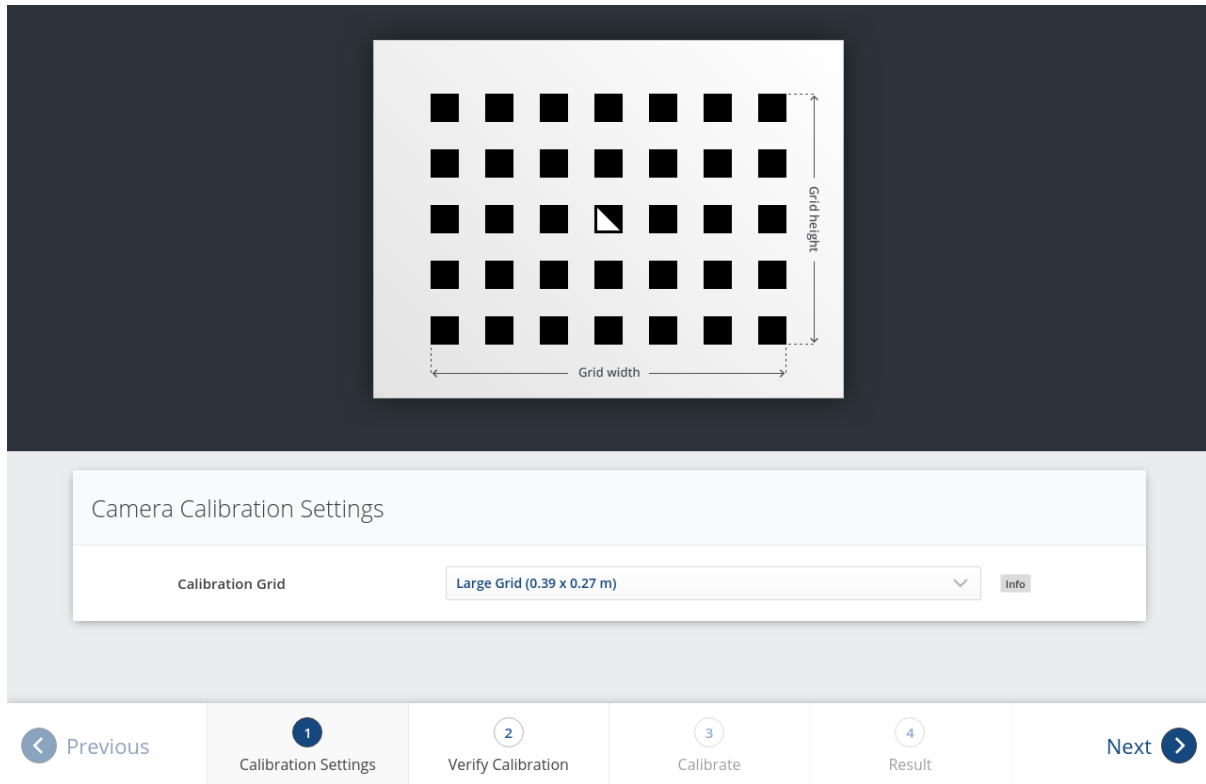 Grid height
Grid width
Camera Calibration Settings
Calibration Grid
Large Grid (0.39 x 0.27 m)
Info
Previous
1
Calibration Settings
2
Verify Calibration
3
Calibrate
4
Result
Next